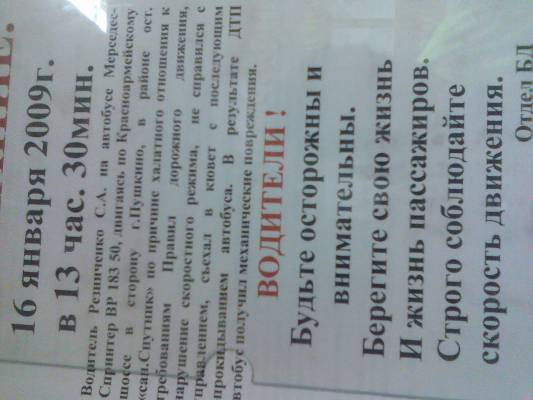 16 января 2009г.
в 13 час. 30мин.
Водитель Резниченко С.А. на автобусе Мерседес-
Спринтер ВР 183 50, двигаясь по Красноармейскому
шоссе в сторону г.Пушкино, в районе ост.
«сан.Спутник» по причине халатного отношения к
требованиям Правил дорожного движения,
нарушение скоростного режима, не справился с
управлением, съехал в кювет с последующим
опрокидыванием автобуса. В результате ДТП
автобус получил механические повреждения.
ВОДИТЕЛИ !
Будьте осторожны и
внимательны.
Берегите свою жизнь
И жизнь пассажиров.
Строго соблюдайте
скорость движения.
Отдел БД